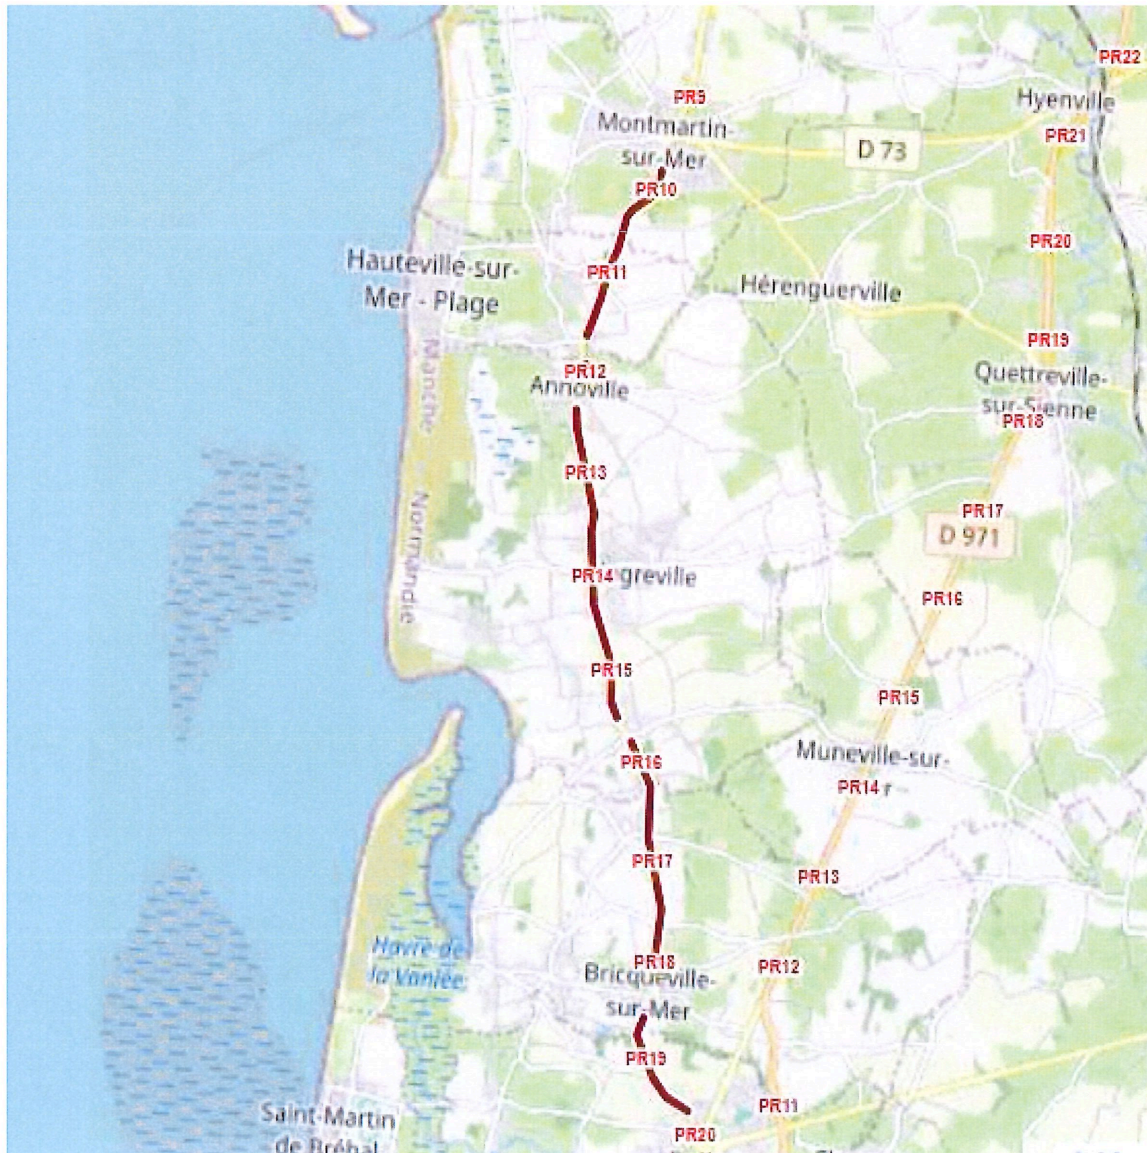 PR22
PR9
Hyenville
Montmartin-
sur-Mer
PR21
D 73
PR10
PR20
Hauteville-sur-
Mer - Plage
PR11
Hérenguerville
PR19
Manche
PR12
Annoville
Quettreville-
sur-Sienne
PR18
PR13
PR17
D 971
Normandie
PR14
greville
PR16
PR15
PR15
Muneville-sur-
PR16
PR14
r
PR17
PR13
Havre de
la Vanlée
PR18
PR12
Bricqueville-
sur-Mer
PR19
PR11
Saint-Martin
de Bréhal
PR20